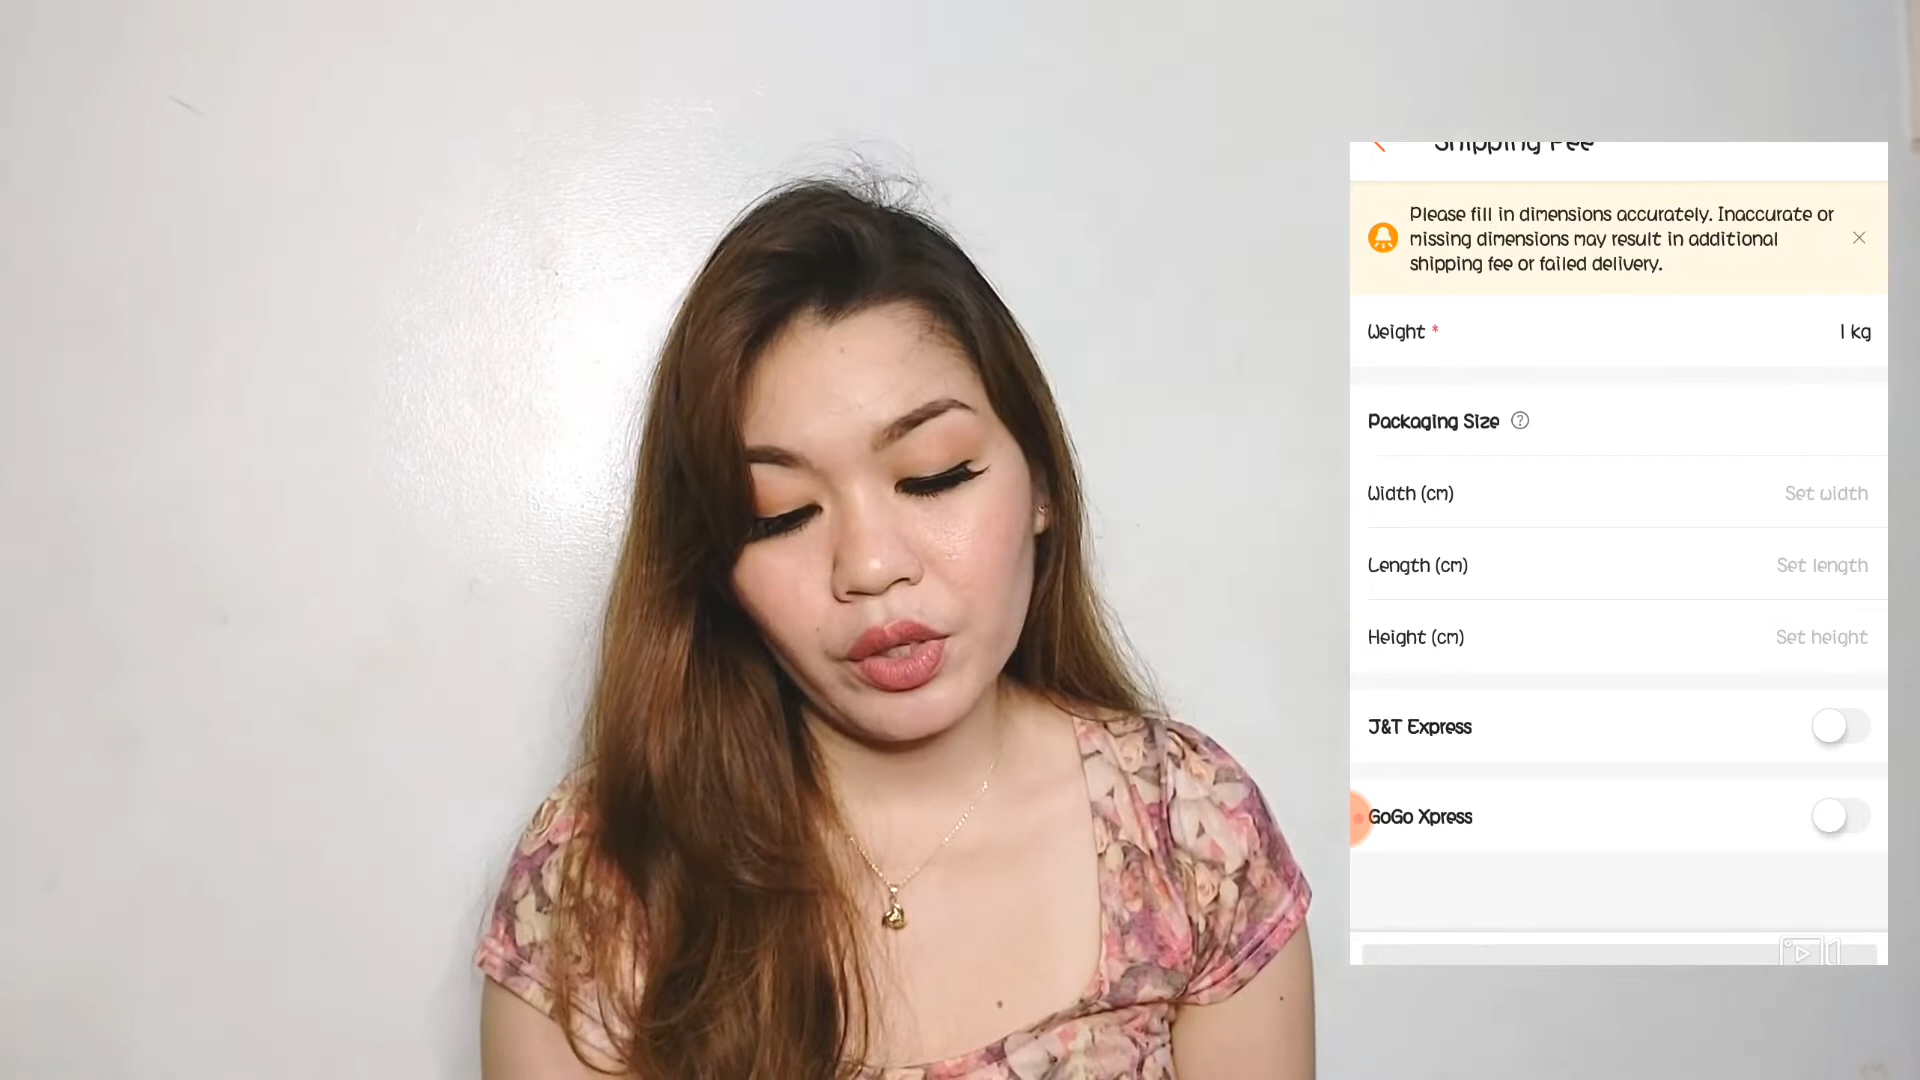 Shipping Fee
Please fill in dimensions accurately. Inaccurate or
missing dimensions may result in additional
shipping fee or failed delivery.
Weight * 1 kg
Packaging Size ?
Width (cm) Set width
Length (cm) Set length
Height (cm) Set height
J&T Express
GoGo Xpress